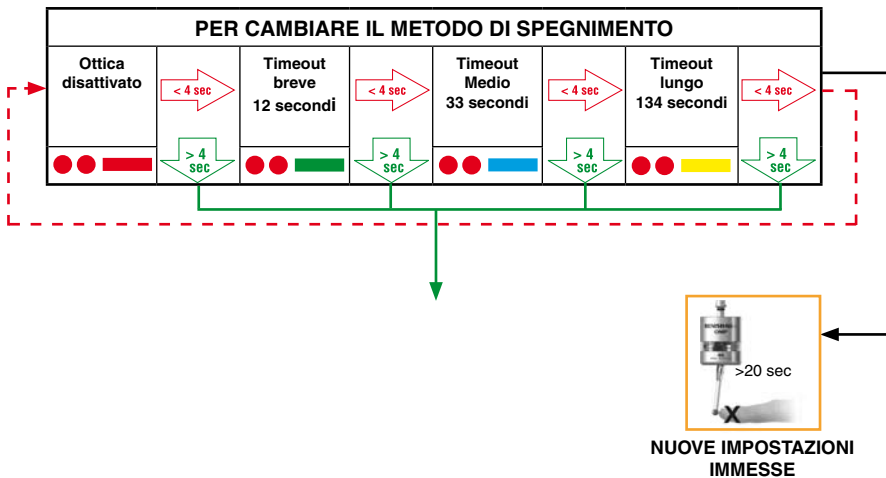 PER CAMBIARE IL METODO DI SPEGNIMENTO
Ottica
disattivato
< 4 sec
Timeout
breve
12 secondi
< 4 sec
Timeout
Medio
33 secondi
< 4 sec
Timeout
lungo
134 secondi
< 4 sec
> 4
sec
> 4
sec
> 4
sec
> 4
sec
>20 sec
X
NUOVE IMPOSTAZIONI
IMMESSE